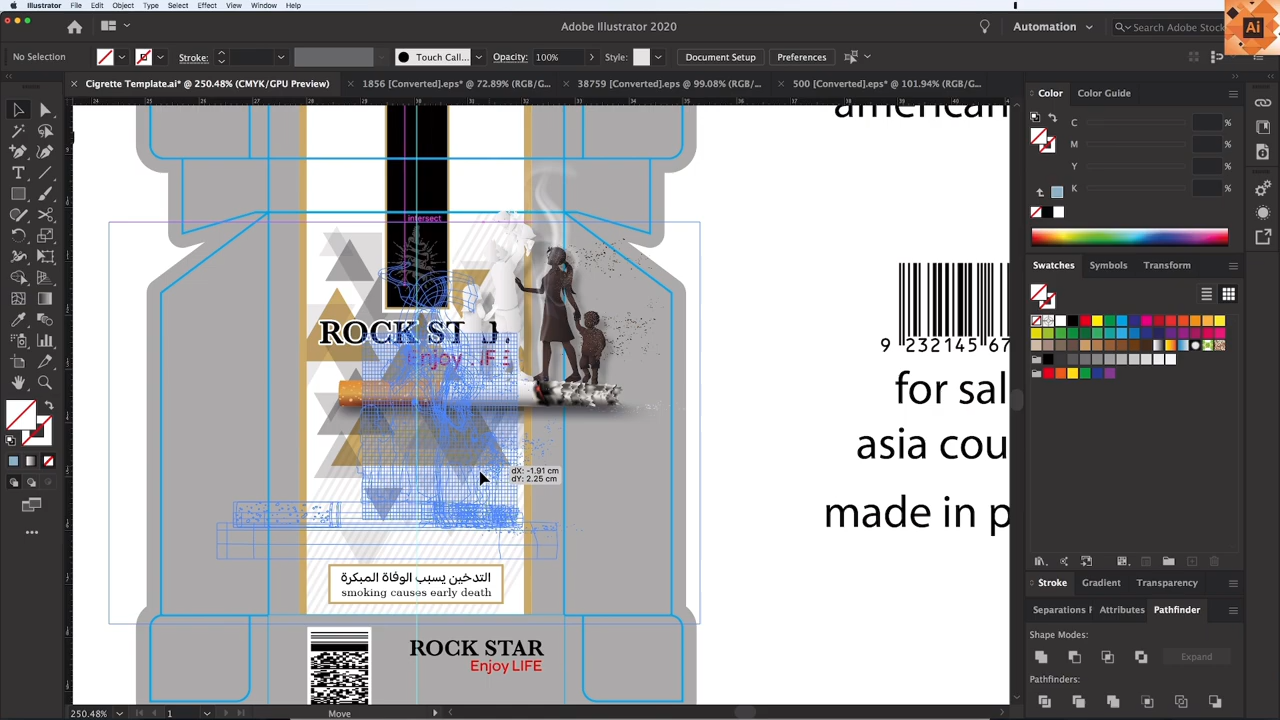 Illustrator File Edit Object Type Select Effect View Window Help
Adobe Illustrator 2020
Automation
Search Adobe Stock
Ai
No Selection
Stroke:
Touch Call...
Opacity: 100%
Style:
Document Setup
Preferences
Cigrette Template.ai* @ 250.48% (CMYK/GPU Preview)
1856 [Converted].eps* @ 72.89% (RGB/G...
38759 [Converted].eps @ 99.08% (RGB/...
500 [Converted].eps* @ 101.94% (RGB/G...
Color
Color Guide
C %
M %
Y %
K %
american
intersect
ROCK ST
Enjoy LIFE
dX: -1.91 cm
dY: 2.25 cm
9 232145 67
for sal
asia cou
made in p
التدخين يسبب الوفاة المبكرة
smoking causes early death
ROCK STAR
Enjoy LIFE
Swatches Symbols Transform
Stroke Gradient Transparency
Separations Attributes Pathfinder
Shape Modes:
Expand
Pathfinders:
250.48%
1
Move